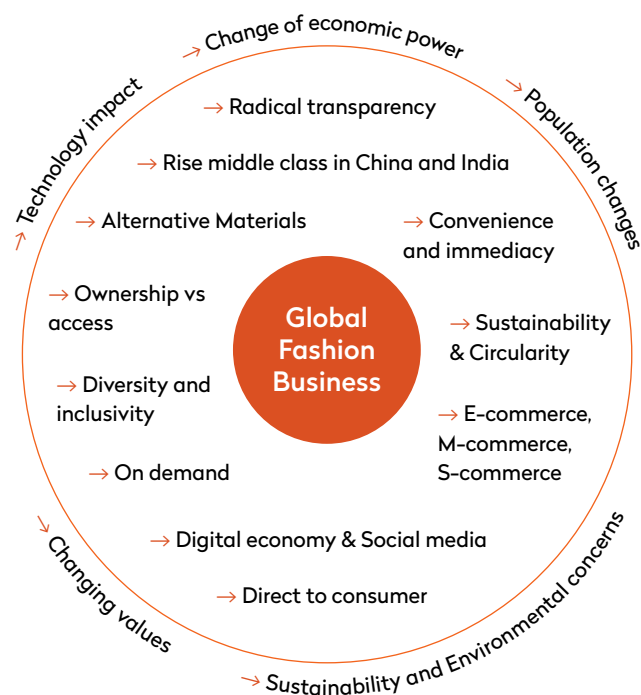 → Change of economic power
→ Population changes
→ Technology impact
→ Radical transparency
→ Rise middle class in China and India
→ Alternative Materials
→ Convenience
and immediacy
→ Ownership vs
access
Global
Fashion
Business
→ Sustainability
& Circularity
→ Diversity and
inclusivity
→ E-commerce,
M-commerce,
S-commerce
→ On demand
→ Digital economy & Social media
→ Direct to consumer
→ Changing values
→ Sustainability and Environmental concerns